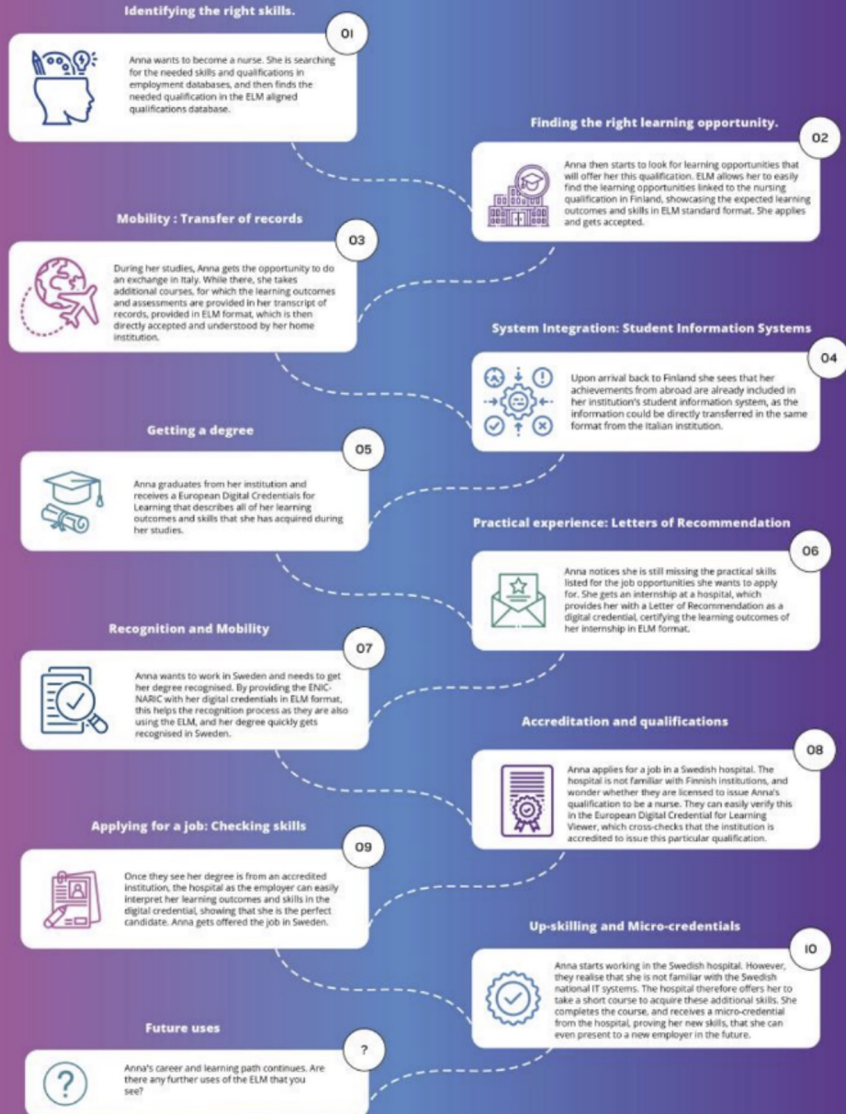 Identifying the right skills.
01
Anna wants to become a nurse. She is searching
for the needed skills and qualifications in
employment databases, and then finds the
needed qualification in the ELM aligned
qualifications database.
Finding the right learning opportunity.
02
Anna then starts to look for learning opportunities that
will offer her this qualification. ELM allows her to easily
find the learning opportunities linked to the nursing
qualification in Finland, showcasing the expected learning
outcomes and skills in ELM standard format. She applies
and gets accepted.
Mobility : Transfer of records
03
During her studies, Anna gets the opportunity to do
an exchange in Italy. While there, she takes
additional courses, for which the learning outcomes
and assessments are provided in her transcript of
records, provided in ELM format, which is then
directly accepted and understood by her home
institution.
System Integration: Student Information Systems
04
Upon arrival back to Finland she sees that her
achievements from abroad are already included in
her institution's student information system, as the
information could be directly transferred in the same
format from the Italian institution.
Getting a degree
05
Anna graduates from her institution and
receives a European Digital Credentials for
Learning that describes all of her learning
outcomes and skills that she has acquired during
her studies.
Practical experience: Letters of Recommendation
06
Anna notices she is still missing the practical skills
listed for the job opportunities she wants to apply
for. She gets an internship at a hospital, which
provides her with a Letter of Recommendation as a
digital credential, certifying the learning outcomes of
her internship in ELM format.
Recognition and Mobility
07
Anna wants to work in Sweden and needs to get
her degree recognised. By providing the ENIC-
NARIC with her digital credentials in ELM format,
this helps the recognition process as they are also
using the ELM, and her degree quickly gets
recognised in Sweden.
Accreditation and qualifications
08
Anna applies for a job in a Swedish hospital. The
hospital is not familiar with Finnish institutions, and
wonder whether they are licensed to issue Anna's
qualification to be a nurse. They can easily verify this
in the European Digital Credential for Learning
Viewer, which cross-checks that the institution is
accredited to issue this particular qualification.
Applying for a job: Checking skills
09
Once they see her degree is from an accredited
institution, the hospital as the employer can easily
interpret her learning outcomes and skills in the
digital credential, showing that she is the perfect
candidate. Anna gets offered the job in Sweden.
Up-skilling and Micro-credentials
10
Anna starts working in the Swedish hospital. However,
they realise that she is not familiar with the Swedish
national IT systems. The hospital therefore offers her to
take a short course to acquire these additional skills. She
completes the course, and receives a micro-credential
from the hospital, proving her new skills, that she can
even present to a new employer in the future.
Future uses
?
Anna's career and learning path continues. Are
there any further uses of the ELM that you
see?